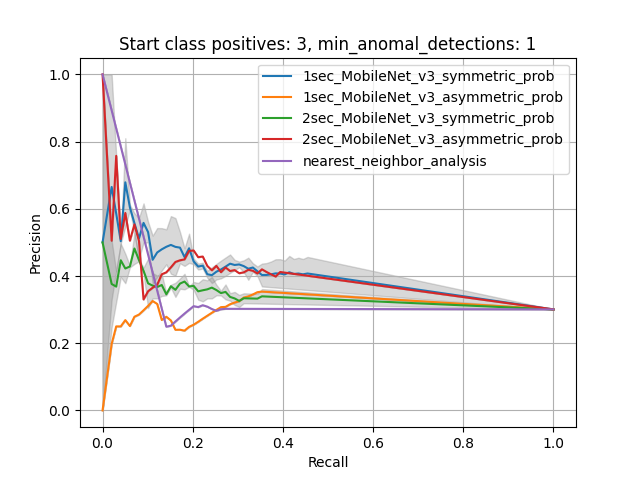 Start class positives: 3, min_anomal_detections: 1
1sec_MobileNet_v3_symmetric_prob
1sec_MobileNet_v3_asymmetric_prob
2sec_MobileNet_v3_symmetric_prob
2sec_MobileNet_v3_asymmetric_prob
nearest_neighbor_analysis
1.0
0.8
0.6
0.4
0.2
0.0
Precision
0.0 0.2 0.4 0.6 0.8 1.0
Recall